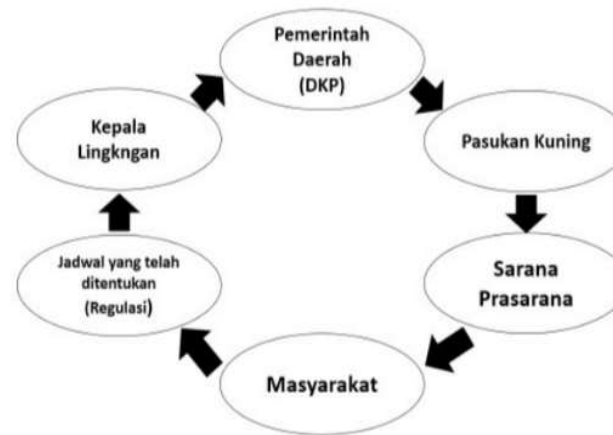 Pemerintah
Daerah
(DKP)
Pasukan Kuning
Sarana
Prasarana
Masyarakat
Jadwal yang telah
ditentukan
(Regulasi)
Kepala
Lingkngan